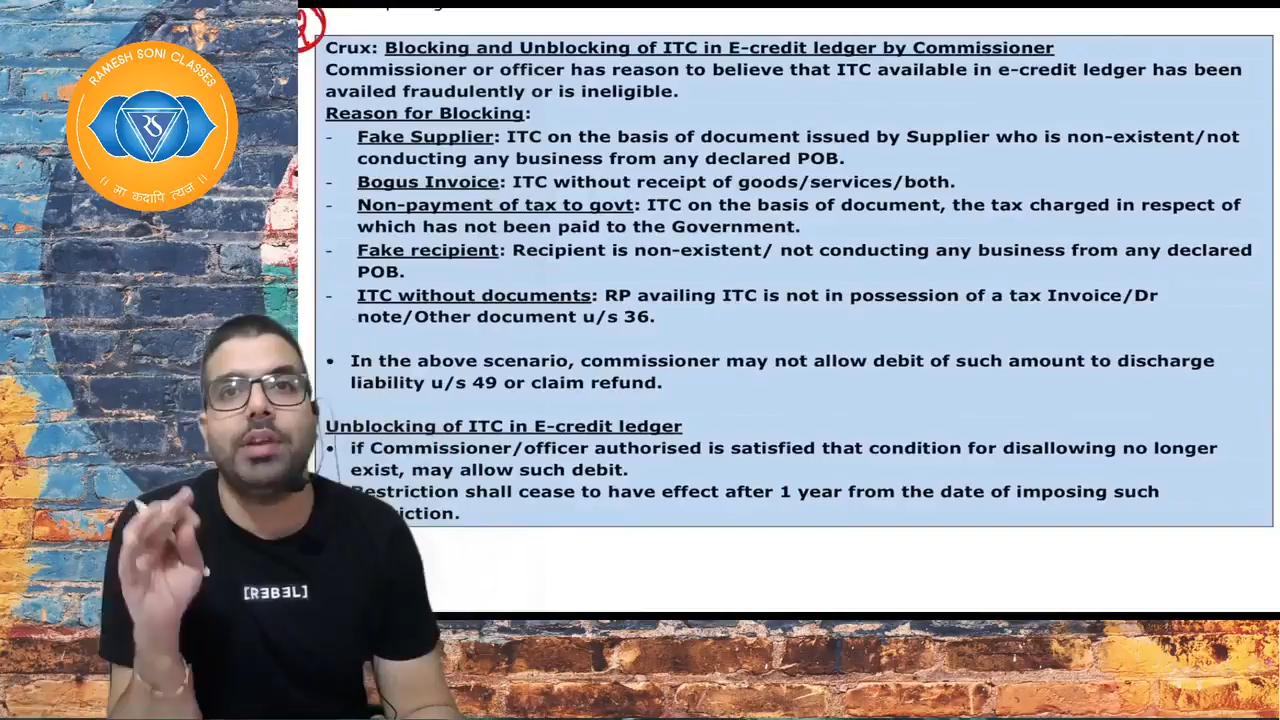 RAMESH SONI CLASSES
RS
।। मा कदापि त्यज ।।
Crux: Blocking and Unblocking of ITC in E-credit ledger by Commissioner
Commissioner or officer has reason to believe that ITC available in e-credit ledger has been
availed fraudulently or is ineligible.
Reason for Blocking:
- Fake Supplier: ITC on the basis of document issued by Supplier who is non-existent/not
conducting any business from any declared POB.
- Bogus Invoice: ITC without receipt of goods/services/both.
- Non-payment of tax to govt: ITC on the basis of document, the tax charged in respect of
which has not been paid to the Government.
- Fake recipient: Recipient is non-existent/ not conducting any business from any declared
POB.
- ITC without documents: RP availing ITC is not in possession of a tax Invoice/Dr
note/Other document u/s 36.
• In the above scenario, commissioner may not allow debit of such amount to discharge
liability u/s 49 or claim refund.
Unblocking of ITC in E-credit ledger
• if Commissioner/officer authorised is satisfied that condition for disallowing no longer
exist, may allow such debit.
Restriction shall cease to have effect after 1 year from the date of imposing such
iction.
[REBEL]